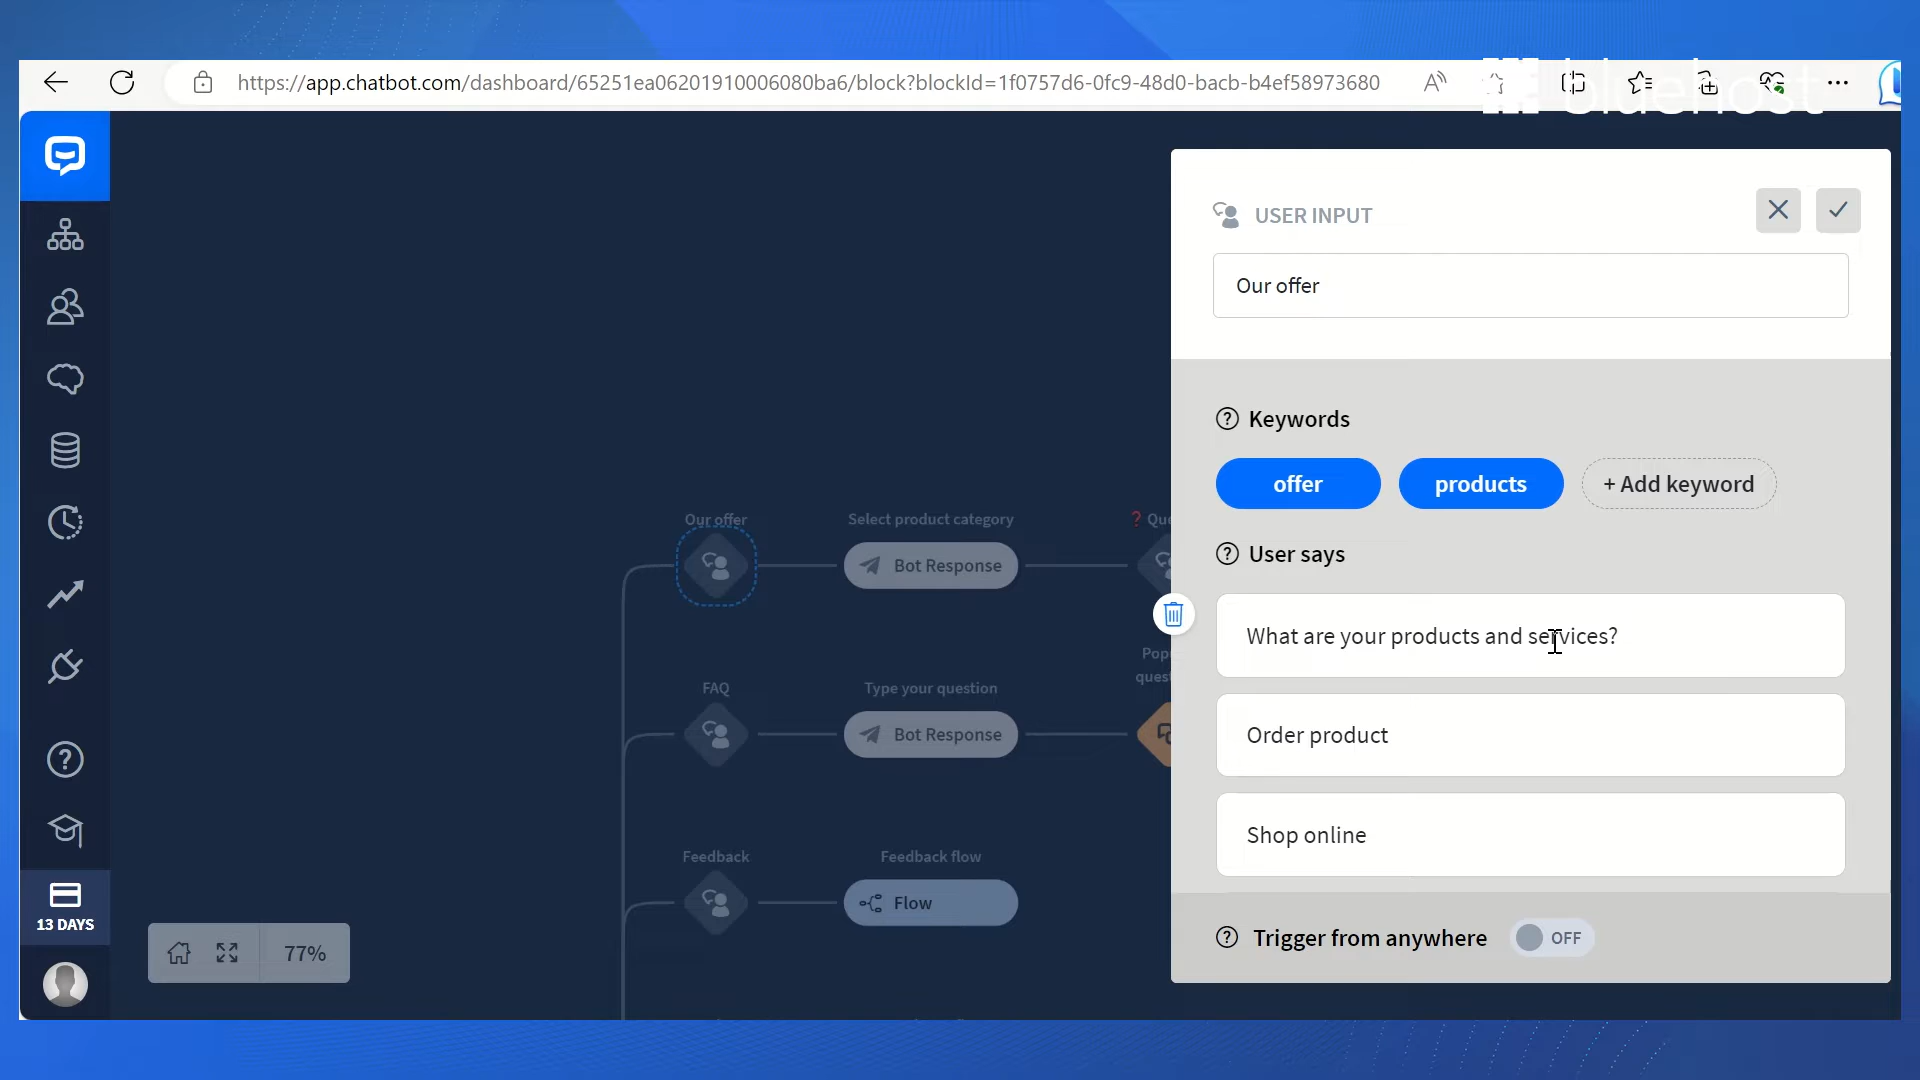 https://app.chatbot.com/dashboard/65251ea06201910006080ba6/block?blockId=1f0757d6-0fc9-48d0-bacb-b4ef58973680
bluehost
USER INPUT
Our offer
Keywords
offer
products
+ Add keyword
User says
What are your products and services?
Order product
Shop online
Trigger from anywhere
OFF
Our offer
Select product category
Bot Response
FAQ
Type your question
Bot Response
Feedback
Feedback flow
Flow
77%
13 DAYS